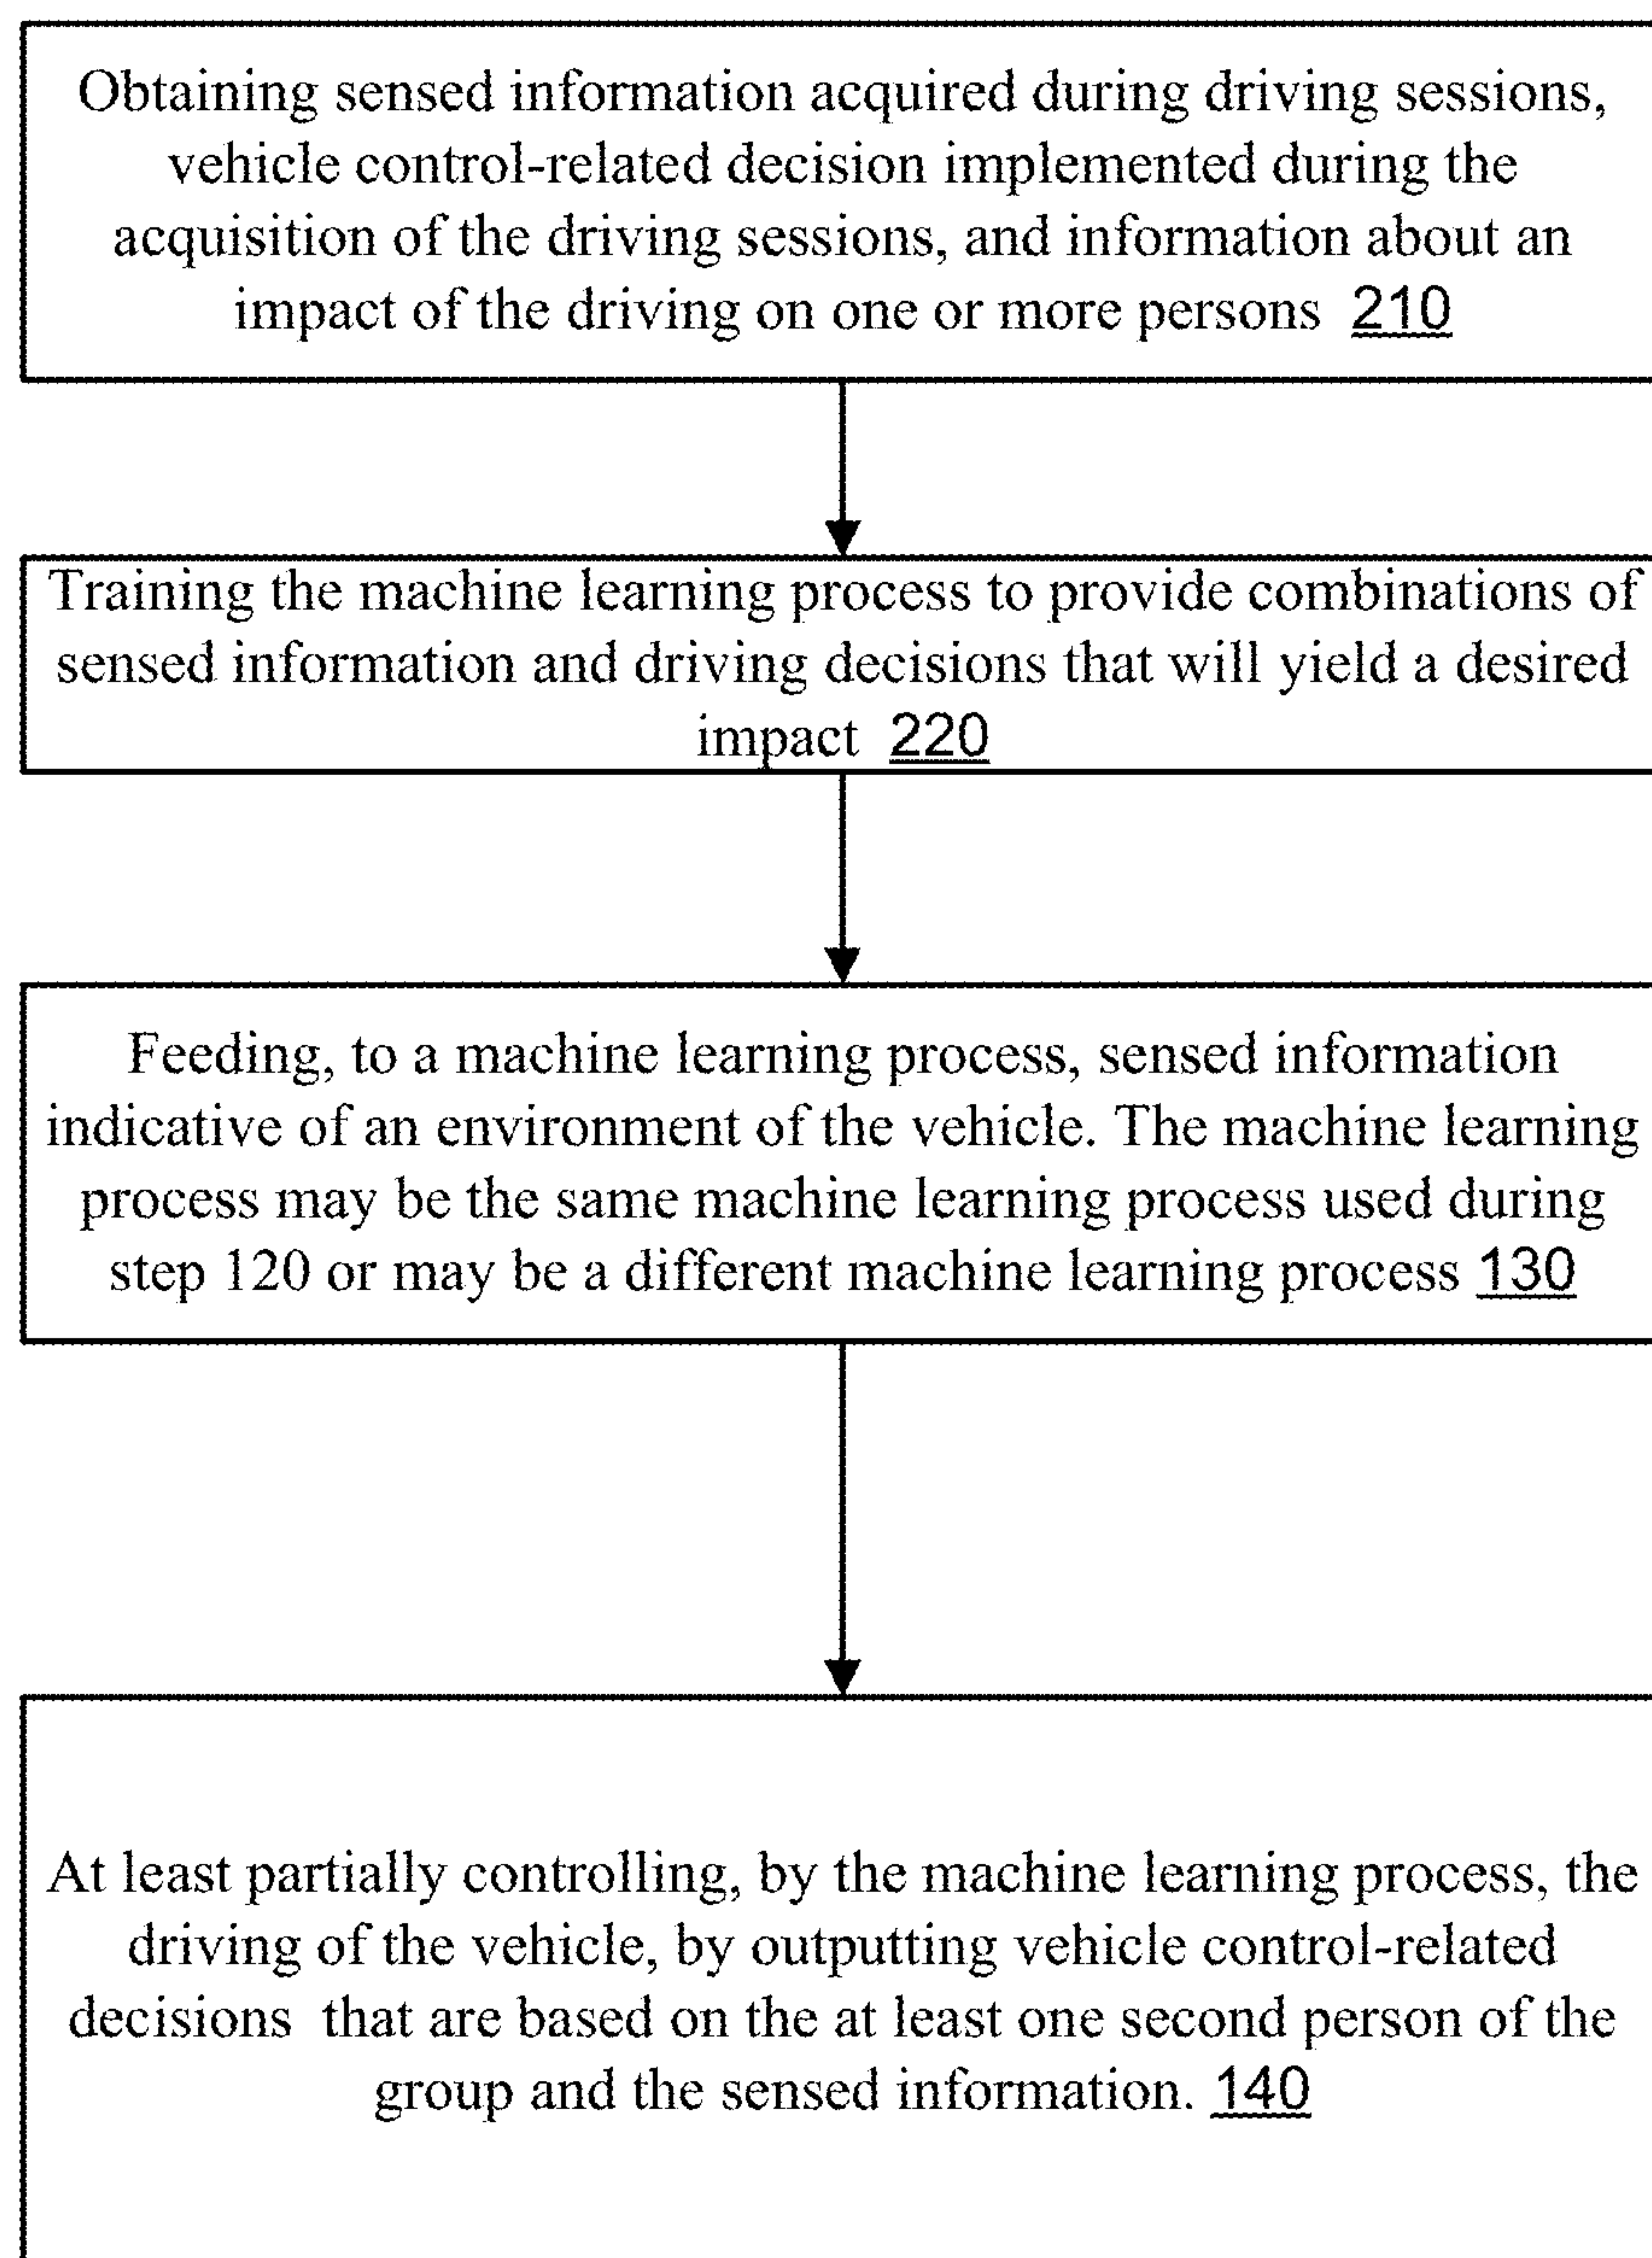 Obtaining sensed information acquired during driving sessions,
vehicle control-related decision implemented during the
acquisition of the driving sessions, and information about an
impact of the driving on one or more persons 210
Training the machine learning process to provide combinations of
sensed information and driving decisions that will yield a desired
impact 220
Feeding, to a machine learning process, sensed information
indicative of an environment of the vehicle. The machine learning
process may be the same machine learning process used during
step 120 or may be a different machine learning process 130
At least partially controlling, by the machine learning process, the
driving of the vehicle, by outputting vehicle control-related
decisions that are based on the at least one second person of the
group and the sensed information. 140